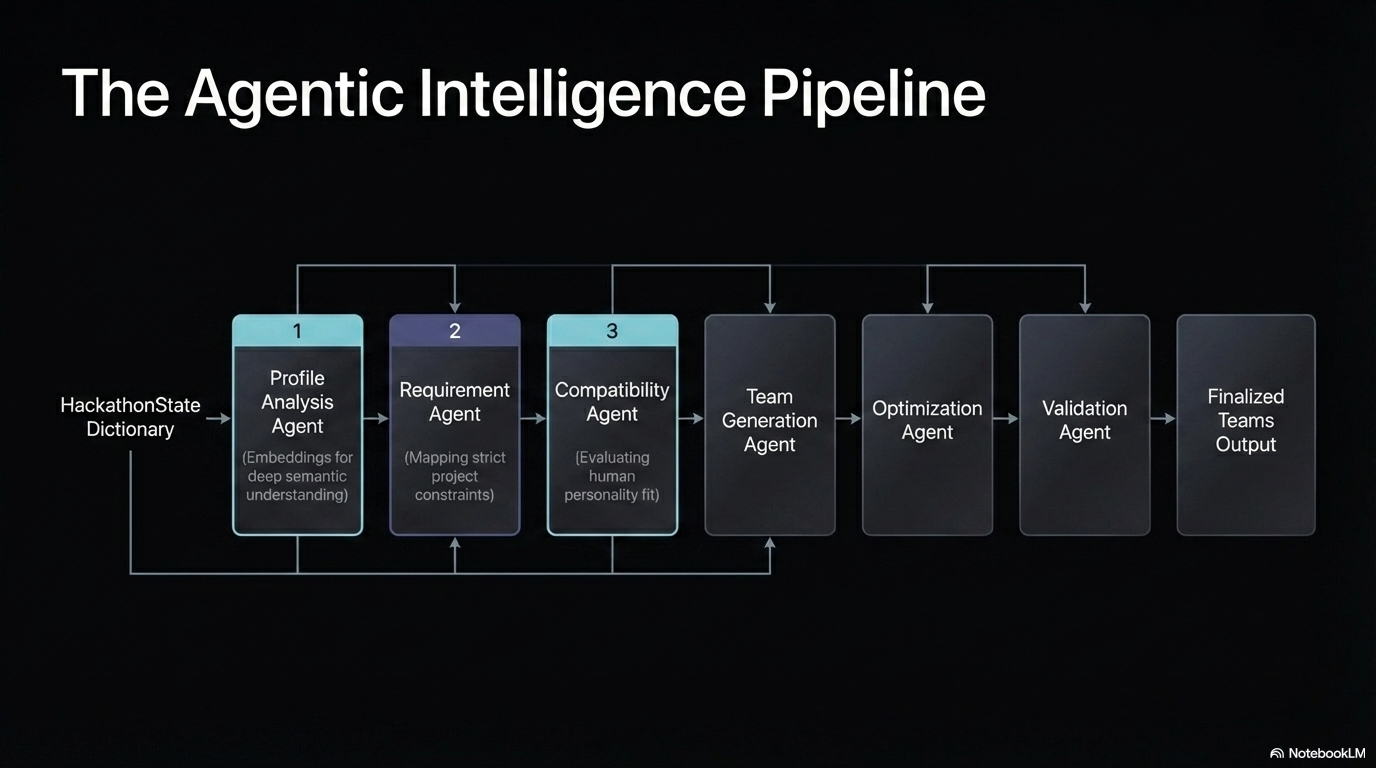 The Agentic Intelligence Pipeline
HackathonState
Dictionary
1
Profile
Analysis
Agent
(Embeddings for
deep semantic
understanding)
2
Requirement
Agent
(Mapping strict
project
constraints)
3
Compatibility
Agent
(Evaluating
human
personality fit)
Team
Generation
Agent
Optimization
Agent
Validation
Agent
Finalized
Teams
Output
NotebookLM